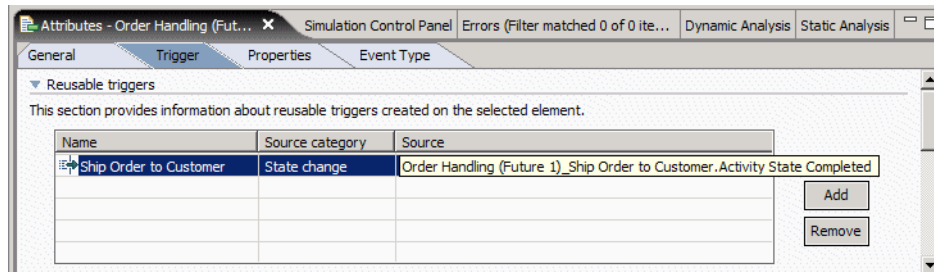 Attributes - Order Handling (Fut... Simulation Control Panel Errors (Filter matched 0 of 0 ite... Dynamic Analysis Static Analysis
General Trigger Properties Event Type
Reusable triggers
This section provides information about reusable triggers created on the selected element.
Name Source category Source
Ship Order to Customer State change Order Handling (Future 1)_Ship Order to Customer.Activity State Completed
Add
Remove